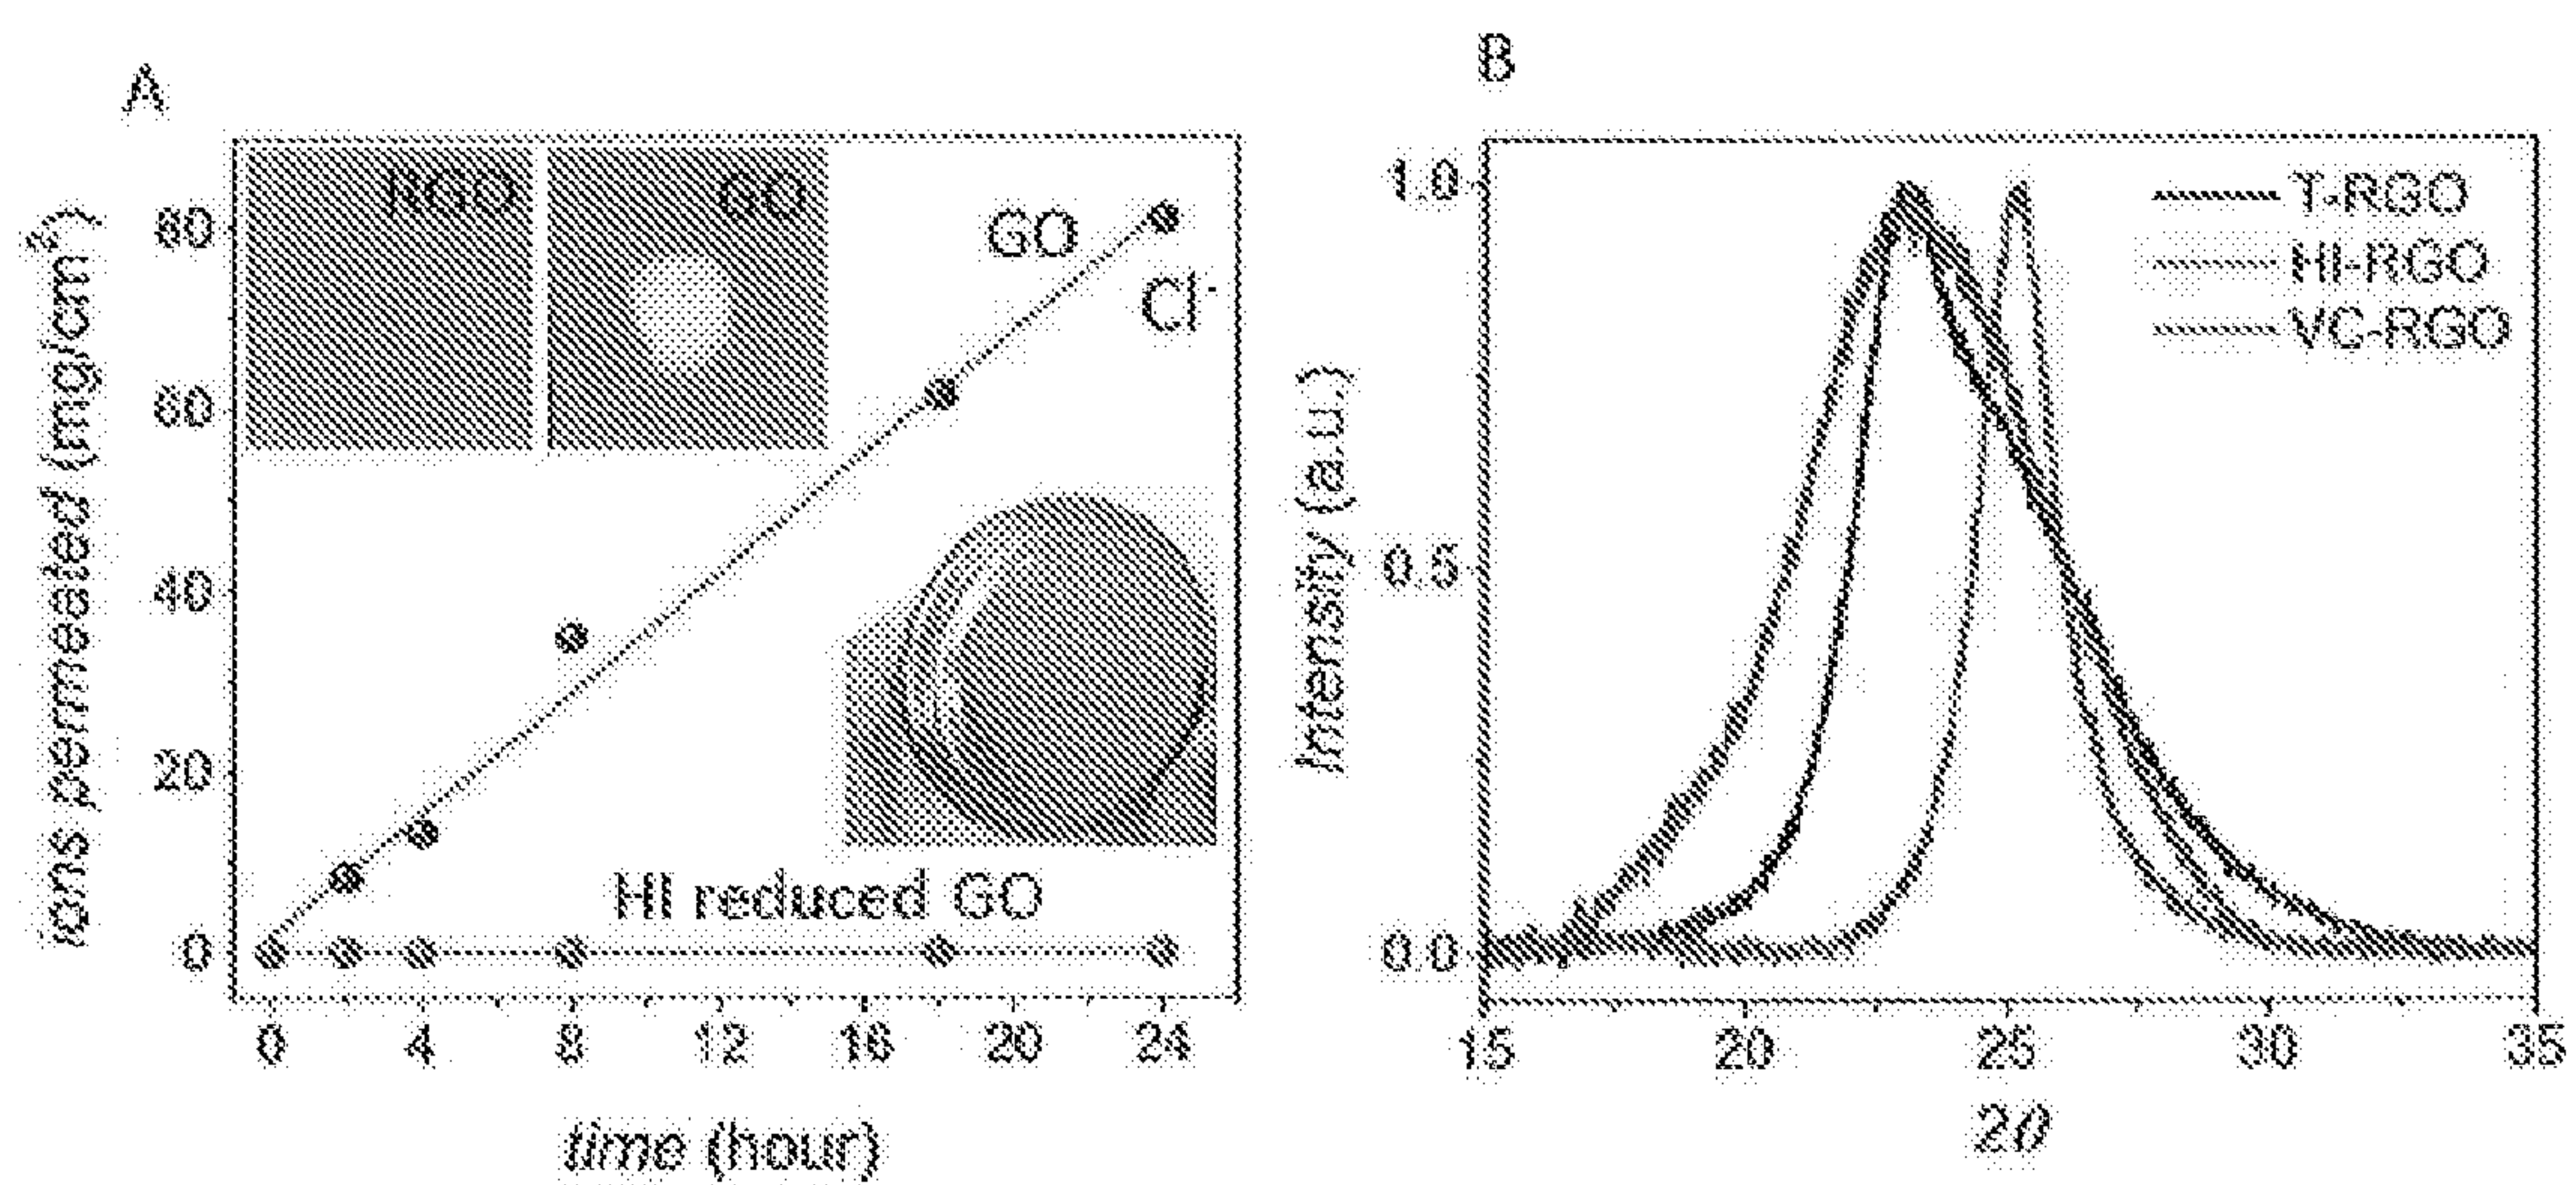 A
ions permeated (mg/cm²)
80
60
40
20
0
RGO
GO
GO
Cl⁻
HI reduced GO
0 4 8 12 16 20 24
time (hour)
B
Intensity (a.u.)
1.0
0.5
0.0
T-RGO
HI-RGO
VC-RGO
15 20 25 30 35
2θ